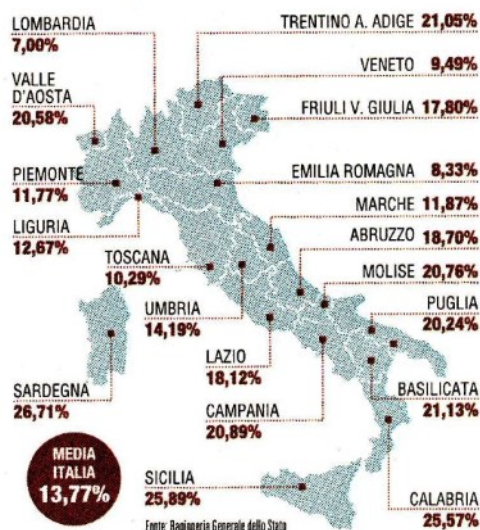 LOMBARDIA
7,00%
TRENTINO A. ADIGE 21,05%
VENETO 9,49%
VALLE
D'AOSTA
20,58%
FRIULI V. GIULIA 17,80%
PIEMONTE
11,77%
EMILIA ROMAGNA 8,33%
MARCHE 11,87%
LIGURIA
12,67%
ABRUZZO 18,70%
TOSCANA
10,29%
MOLISE 20,76%
UMBRIA
14,19%
PUGLIA
20,24%
LAZIO
18,12%
SARDEGNA
26,71%
BASILICATA
21,13%
CAMPANIA
20,89%
MEDIA
ITALIA
13,77%
SICILIA
25,89%
CALABRIA
25,57%
Fonte: Ragioneria Generale dello Stato